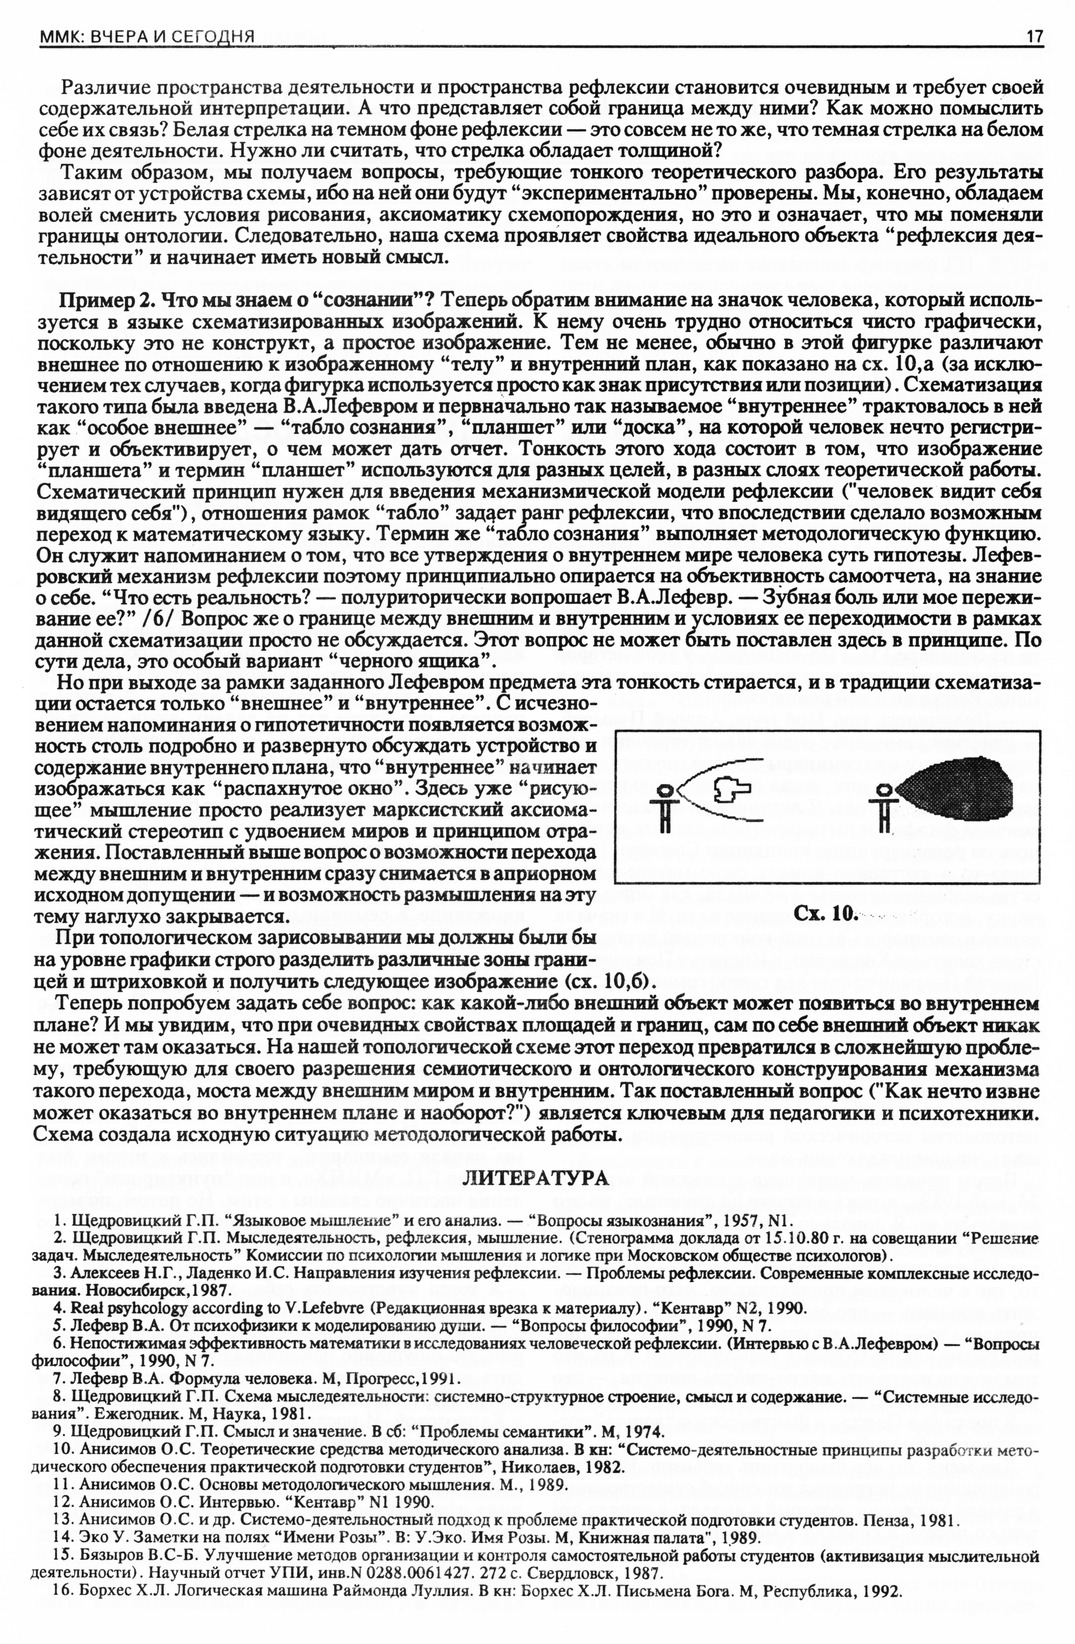 ММК: ВЧЕРА И СЕГОДНЯ 17
Различие пространства деятельности и пространства рефлексии становится очевидным и требует своей
содержательной интерпретации. А что представляет собой граница между ними? Как можно помыслить
себе их связь? Белая стрелка на темном фоне рефлексии — это совсем не то же, что темная стрелка на белом
фоне деятельности. Нужно ли считать, что стрелка обладает толщиной?
Таким образом, мы получаем вопросы, требующие тонкого теоретического разбора. Его результаты
зависят от устройства схемы, ибо на ней они будут “экспериментально” проверены. Мы, конечно, обладаем
волей сменить условия рисования, аксиоматику схемопорождения, но это и означает, что мы поменяли
границы онтологии. Следовательно, наша схема проявляет свойства идеального объекта “рефлексия дея-
тельности” и начинает иметь новый смысл.
Пример 2. Что мы знаем о “сознании”? Теперь обратим внимание на значок человека, который исполь-
зуется в языке схематизированных изображений. К нему очень трудно относиться чисто графически,
поскольку это не конструкт, а простое изображение. Тем не менее, обычно в этой фигурке различают
внешнее по отношению к изображенному “телу” и внутренний план, как показано на сх. 10,а (за исклю-
чением тех случаев, когда фигурка используется просто как знак присутствия или позиции). Схематизация
такого типа была введена В.А.Лефевром и первначально так называемое “внутреннее” трактовалось в ней
как “особое внешнее” — “табло сознания”, “планшет” или “доска”, на которой человек нечто регистри-
рует и объективирует, о чем может дать отчет. Тонкость этого хода состоит в том, что изображение
“планшета” и термин “планшет” используются для разных целей, в разных слоях теоретической работы.
Схематический принцип нужен для введения механизмической модели рефлексии ("человек видит себя
видящего себя"), отношения рамок “табло” задает ранг рефлексии, что впоследствии сделало возможным
переход к математическому языку. Термин же “табло сознания” выполняет методологическую функцию.
Он служит напоминанием о том, что все утверждения о внутреннем мире человека суть гипотезы. Лефев-
ровский механизм рефлексии поэтому принципиально опирается на объективность самоотчета, на знание
о себе. “Что есть реальность? — полуриторически вопрошает В.А.Лефевр. — Зубная боль или мое пережи-
вание ее?” /6/ Вопрос же о границе между внешним и внутренним и условиях ее переходимости в рамках
данной схематизации просто не обсуждается. Этот вопрос не может быть поставлен здесь в принципе. По
сути дела, это особый вариант “черного ящика”.
Но при выходе за рамки заданного Лефевром предмета эта тонкость стирается, и в традиции схематиза-
ции остается только “внешнее” и “внутреннее”. С исчезно-
вением напоминания о гипотетичности появляется возмож-
ность столь подробно и развернуто обсуждать устройство и
содержание внутреннего плана, что “внутреннее” начинает
изображаться как “распахнутое окно”. Здесь уже “рисую-
щее” мышление просто реализует марксистский аксиома-
тический стереотип с удвоением миров и принципом отра-
жения. Поставленный выше вопрос о возможности перехода
между внешним и внутренним сразу снимается в априорном
исходном допущении — и возможность размышления на эту
тему наглухо закрывается.
Сх. 10.
При топологическом зарисовывании мы должны были бы
на уровне графики строго разделить различные зоны грани-
цей и штриховкой и получить следующее изображение (сх. 10,б).
Теперь попробуем задать себе вопрос: как какой-либо внешний объект может появиться во внутреннем
плане? И мы увидим, что при очевидных свойствах площадей и границ, сам по себе внешний объект никак
не может там оказаться. На нашей топологической схеме этот переход превратился в сложнейшую пробле-
му, требующую для своего разрешения семиотического и онтологического конструирования механизма
такого перехода, моста между внешним миром и внутренним. Так поставленный вопрос ("Как нечто извне
может оказаться во внутреннем плане и наоборот?") является ключевым для педагогики и психотехники.
Схема создала исходную ситуацию методологической работы.
ЛИТЕРАТУРА
1. Щедровицкий Г.П. “Языковое мышление” и его анализ. — “Вопросы языкознания”, 1957, N1.
2. Щедровицкий Г.П. Мыследеятельность, рефлексия, мышление. (Стенограмма доклада от 15.10.80 г. на совещании “Решение
задач. Мыследеятельность” Комиссии по психологии мышления и логике при Московском обществе психологов).
3. Алексеев Н.Г., Ладенко И.С. Направления изучения рефлексии. — Проблемы рефлексии. Современные комплексные исследо-
вания. Новосибирск,1987.
4. Real psyhcology according to V.Lefebvre (Редакционная врезка к материалу). “Кентавр” N2, 1990.
5. Лефевр В.А. От психофизики к моделированию души. — “Вопросы философии”, 1990, N 7.
6. Непостижимая эффективность математики в исследованиях человеческой рефлексии. (Интервью с В.А.Лефевром) — “Вопросы
философии”, 1990, N 7.
7. Лефевр В.А. Формула человека. М, Прогресс,1991.
8. Щедровицкий Г.П. Схема мыследеятельности: системно-структурное строение, смысл и содержание. — “Системные исследо-
вания”. Ежегодник. М, Наука, 1981.
9. Щедровицкий Г.П. Смысл и значение. В сб: “Проблемы семантики”. М, 1974.
10. Анисимов О.С. Теоретические средства методического анализа. В кн: “Системо-деятельностные принципы разработки мето-
дического обеспечения практической подготовки студентов”, Николаев, 1982.
11. Анисимов О.С. Основы методологического мышления. М., 1989.
12. Анисимов О.С. Интервью. “Кентавр” N1 1990.
13. Анисимов О.С. и др. Системо-деятельностный подход к проблеме практической подготовки студентов. Пенза, 1981.
14. Эко У. Заметки на полях “Имени Розы”. В: У.Эко. Имя Розы. М, Книжная палата", 1989.
15. Бязыров В.С-Б. Улучшение методов организации и контроля самостоятельной работы студентов (активизация мыслительной
деятельности). Научный отчет УПИ, инв.N 0288.0061427. 272 с. Свердловск, 1987.
16. Борхес Х.Л. Логическая машина Раймонда Луллия. В кн: Борхес Х.Л. Письмена Бога. М, Республика, 1992.